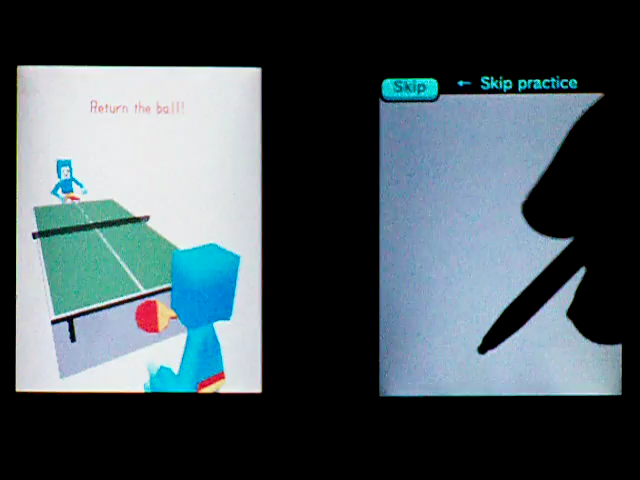 Return the ball!
Skip
← Skip practice